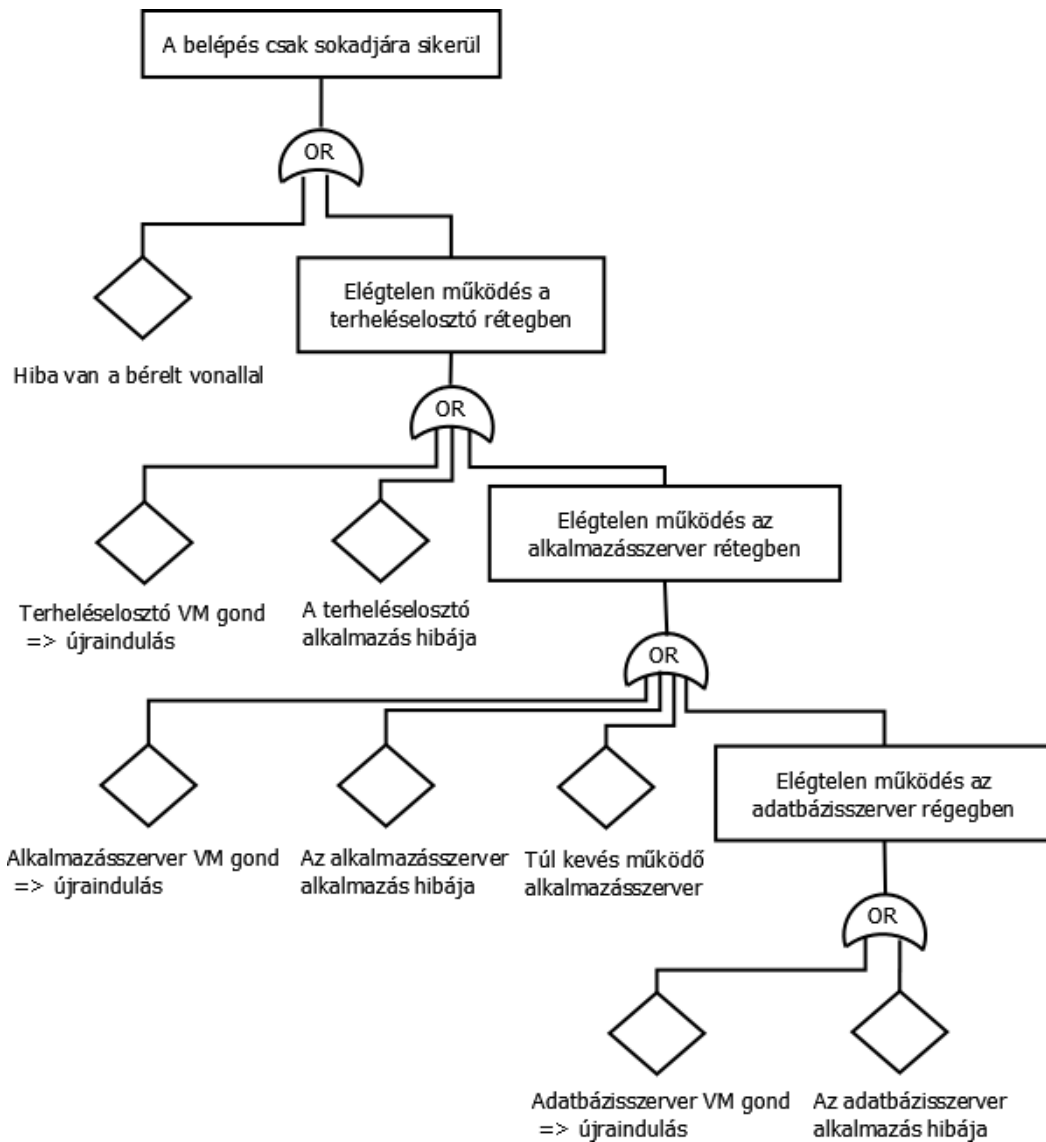 A belépés csak sokadjára sikerül
OR
Elégtelen működés a
terheléselosztó rétegben
Hiba van a bérelt vonallal
OR
Elégtelen működés az
alkalmazásszerver rétegben
Terheléselosztó VM gond
=> újraindulás
A terheléselosztó
alkalmazás hibája
OR
Elégtelen működés az
adatbázisszerver régegben
Alkalmazásszerver VM gond
=> újraindulás
Az alkalmazásszerver
alkalmazás hibája
Túl kevés működő
alkalmazásszerver
OR
Adatbázisszerver VM gond
=> újraindulás
Az adatbázisszerver
alkalmazás hibája